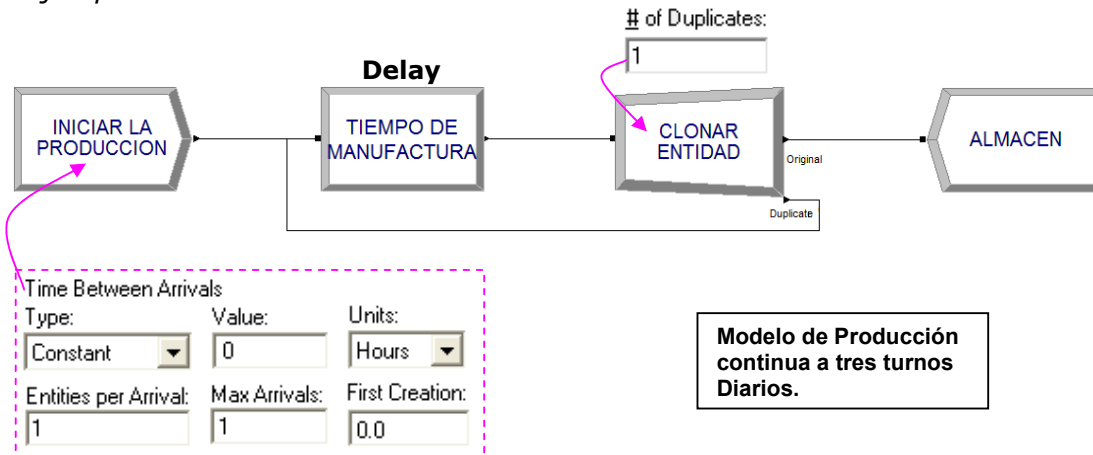 # of Duplicates:
1
Delay
INICIAR LA
PRODUCCION
TIEMPO DE
MANUFACTURA
CLONAR
ENTIDAD
Original
Duplicate
ALMACEN
Time Between Arrivals
Type:
Value:
Units:
Constant
0
Hours
Entities per Arrival:
Max Arrivals:
First Creation:
1
1
0.0
Modelo de Producción
continua a tres turnos
Diarios.